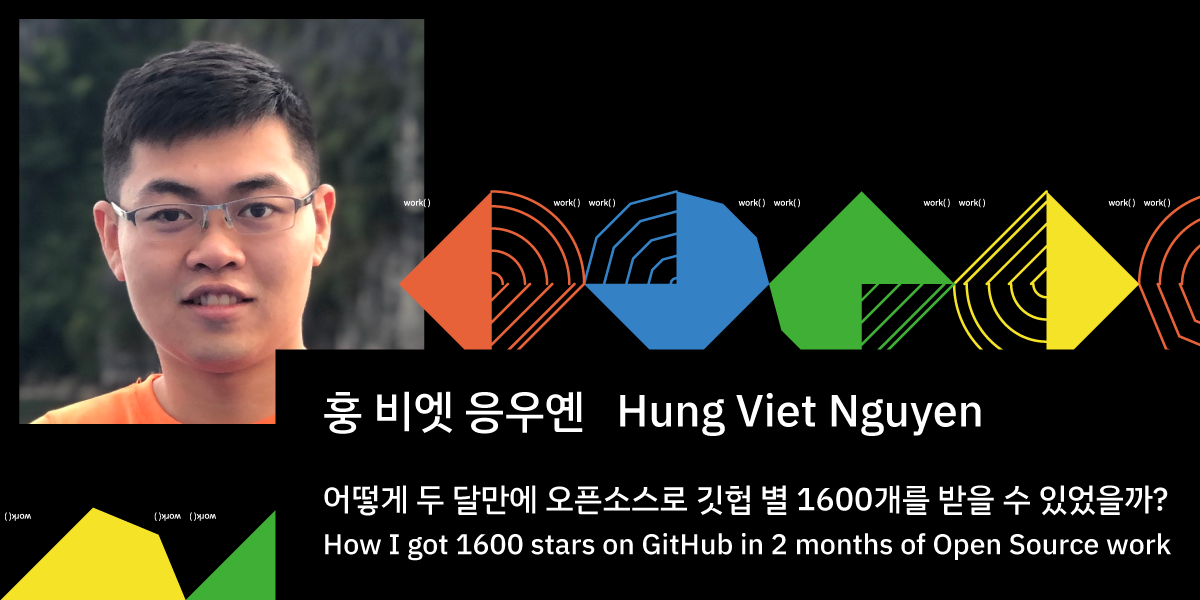 work()
work() work()
work() work()
work() work()
work() work()
훙 비엣 응우옌 Hung Viet Nguyen
어떻게 두 달만에 오픈소스로 깃헙 별 1600개를 받을 수 있었을까?
How I got 1600 stars on GitHub in 2 months of Open Source work
work()
work() work()